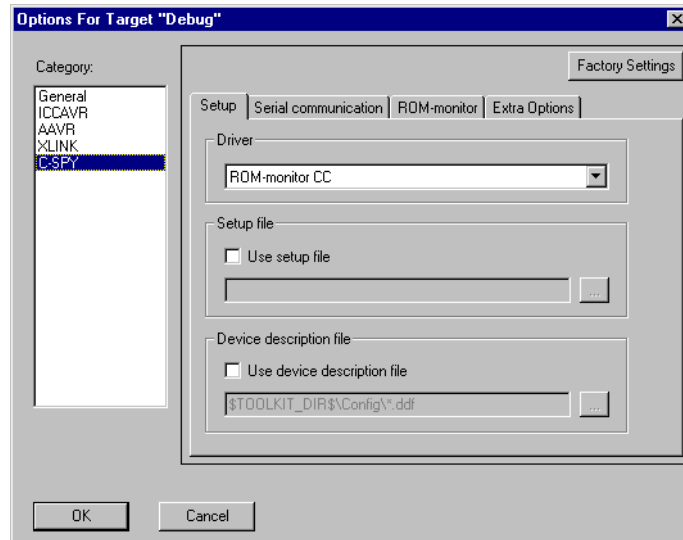 Options For Target "Debug"
Category:
Factory Settings
General
ICCAVR
AAVR
XLINK
C-SPY
Setup
Serial communication
ROM-monitor
Extra Options
Driver
ROM-monitor CC
Setup file
Use setup file
...
Device description file
Use device description file
$TOOLKIT_DIR$\Config\*.ddf
...
OK
Cancel